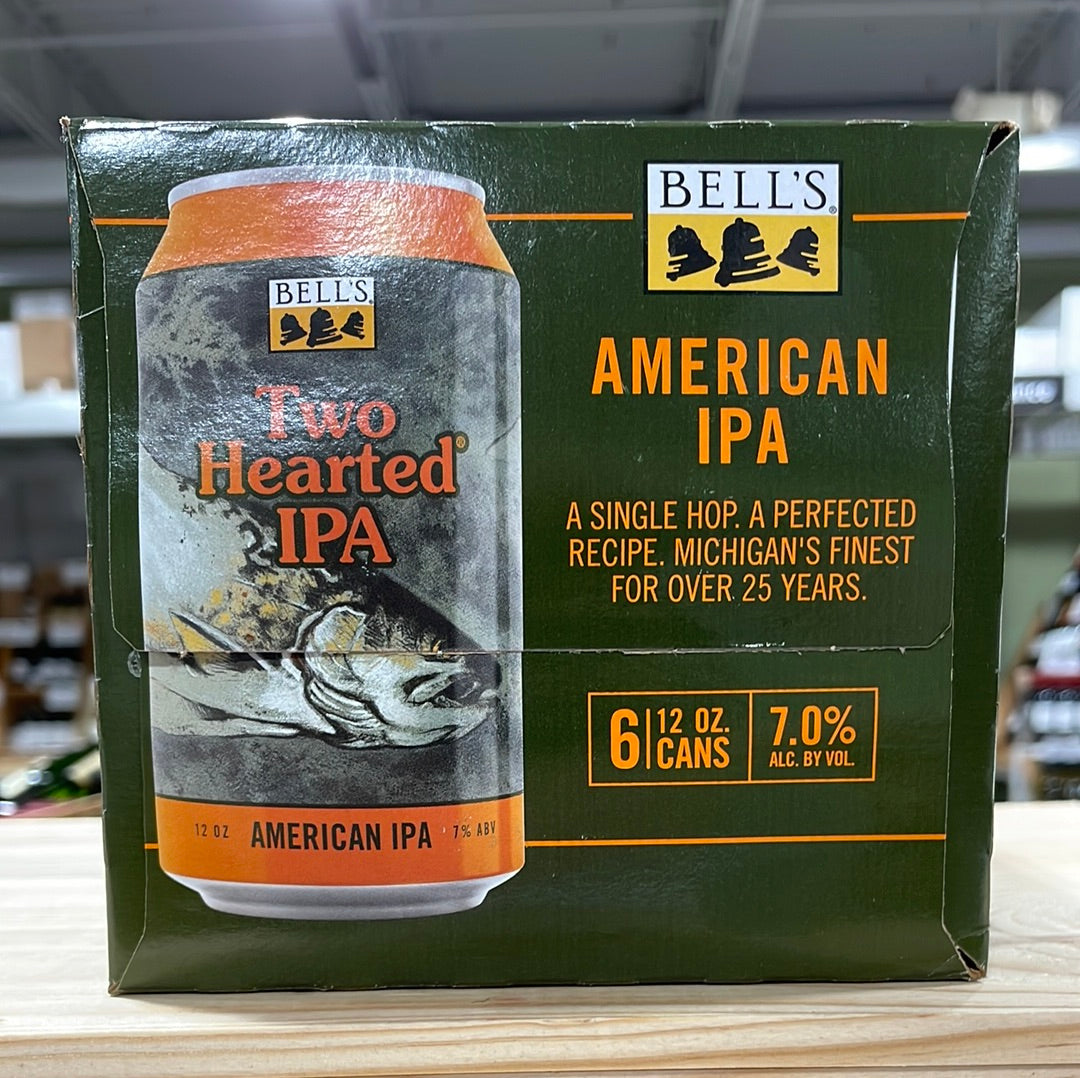 BELL'S®
Two
Hearted®
IPA
12 OZ AMERICAN IPA 7% ABV
BELL'S®
AMERICAN
IPA
A SINGLE HOP. A PERFECTED
RECIPE. MICHIGAN'S FINEST
FOR OVER 25 YEARS.
6 12 OZ. CANS
7.0%
ALC. BY VOL.